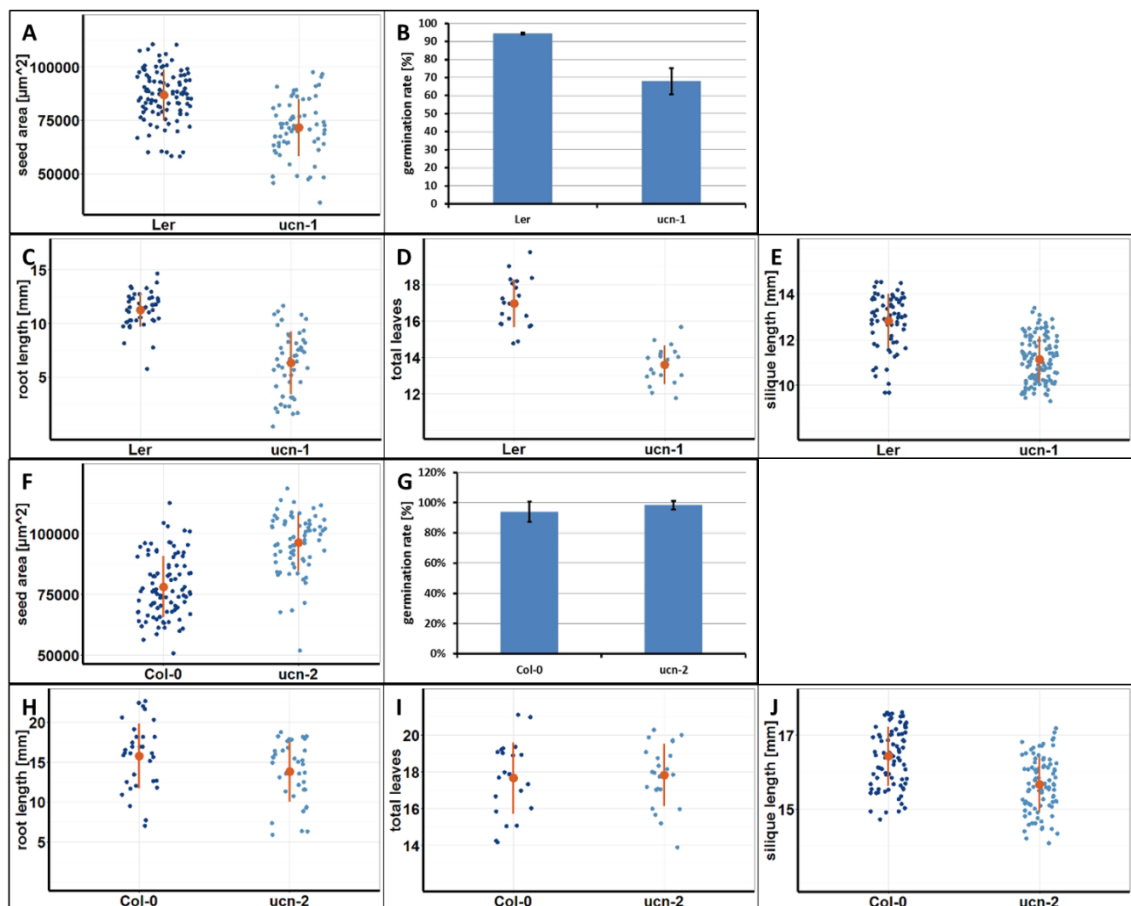 A
seed area [µm^2]
100000
75000
50000
Ler
ucn-1
B
germination rate [%]
100
90
80
70
60
50
40
30
20
10
0
Ler
ucn-1
C
root length [mm]
15
10
5
Ler
ucn-1
D
total leaves
18
16
14
12
Ler
ucn-1
E
silique length [mm]
14
12
10
Ler
ucn-1
F
seed area [µm^2]
100000
75000
50000
Col-0
ucn-2
G
germination rate [%]
120%
100%
80%
60%
40%
20%
0%
Col-0
ucn-2
H
root length [mm]
20
15
10
5
Col-0
ucn-2
I
total leaves
20
18
16
14
Col-0
ucn-2
J
silique length [mm]
17
15
Col-0
ucn-2